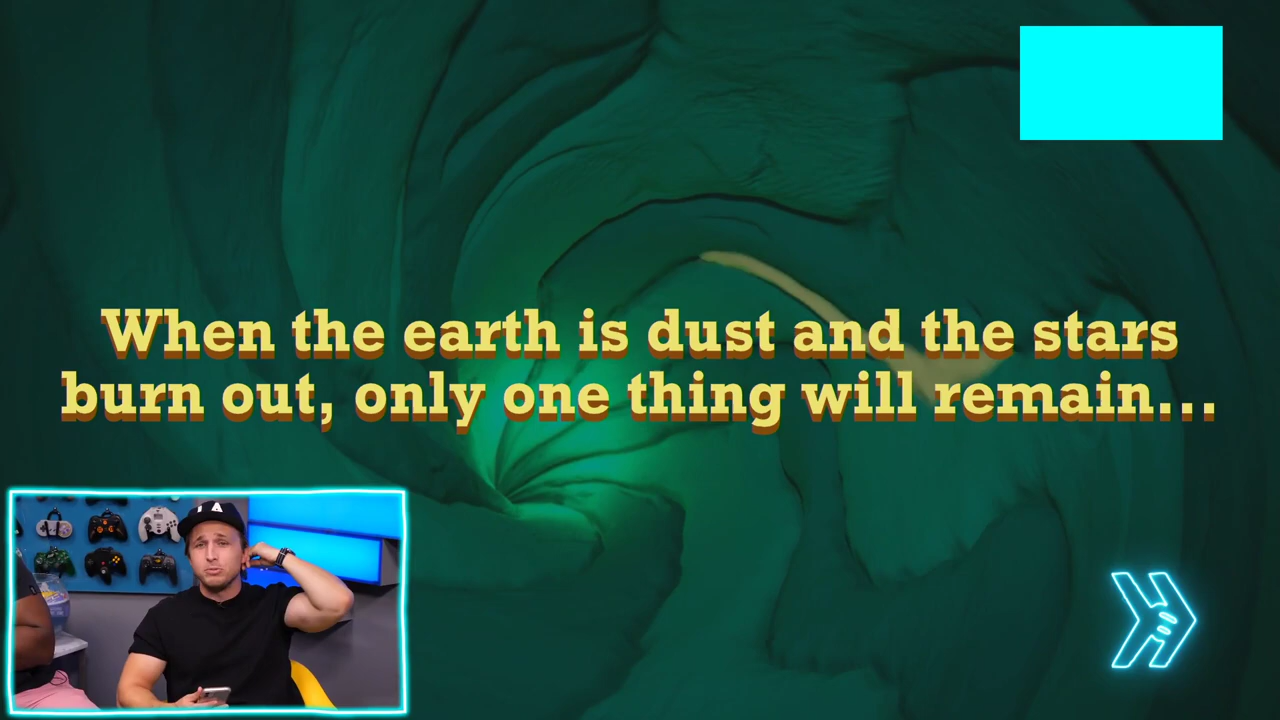 When the earth is dust and the stars
burn out, only one thing will remain...